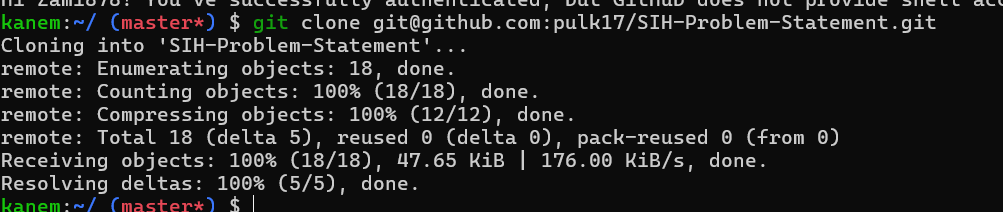 Hi Zami878! You've successfully authenticated, but GitHub does not provide shell acc
kanem:~/ (master*) $ git clone git@github.com:pulk17/SIH-Problem-Statement.git
Cloning into 'SIH-Problem-Statement'...
remote: Enumerating objects: 18, done.
remote: Counting objects: 100% (18/18), done.
remote: Compressing objects: 100% (12/12), done.
remote: Total 18 (delta 5), reused 0 (delta 0), pack-reused 0 (from 0)
Receiving objects: 100% (18/18), 47.65 KiB | 176.00 KiB/s, done.
Resolving deltas: 100% (5/5), done.
kanem:~/ (master*) $